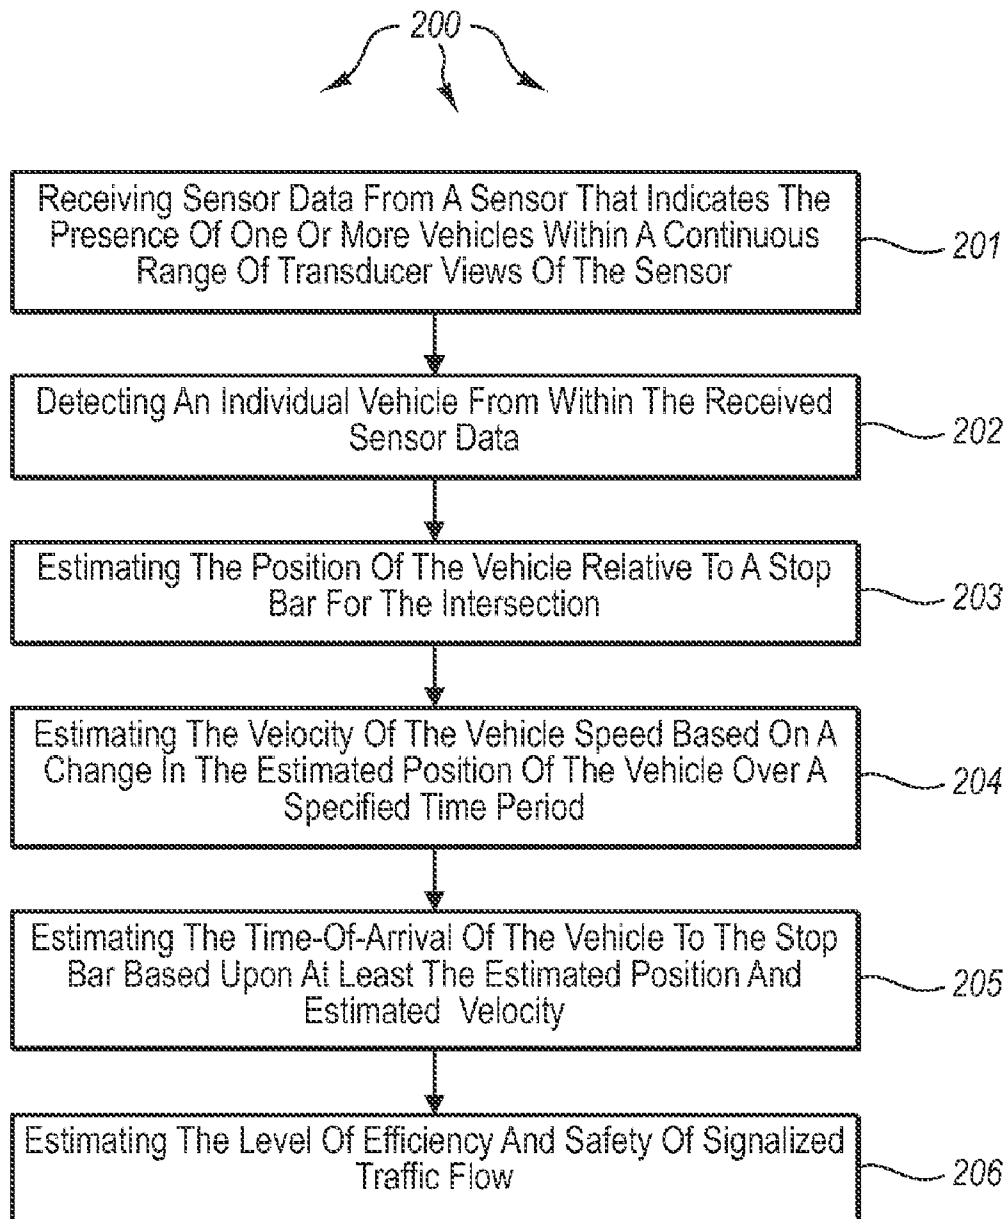 200
Receiving Sensor Data From A Sensor That Indicates The
Presence Of One Or More Vehicles Within A Continuous
Range Of Transducer Views Of The Sensor
201
Detecting An Individual Vehicle From Within The Received
Sensor Data
202
Estimating The Position Of The Vehicle Relative To A Stop
Bar For The Intersection
203
Estimating The Velocity Of The Vehicle Speed Based On A
Change In The Estimated Position Of The Vehicle Over A
Specified Time Period
204
Estimating The Time-Of-Arrival Of The Vehicle To The Stop
Bar Based Upon At Least The Estimated Position And
Estimated Velocity
205
Estimating The Level Of Efficiency And Safety Of Signalized
Traffic Flow
206